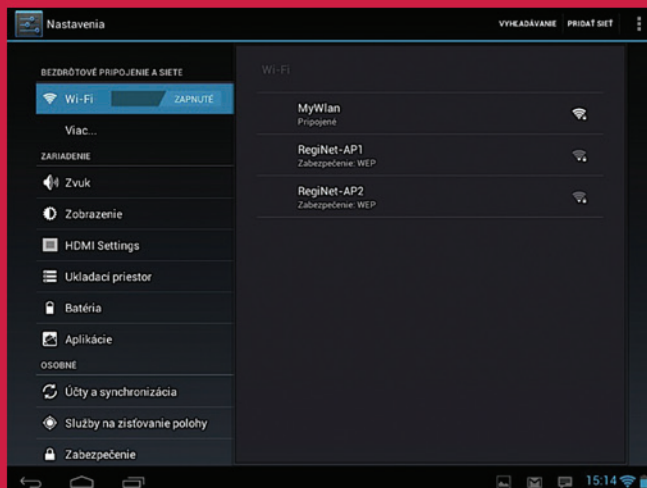 Nastavenia
VYHĽADÁVANIE PRIDAŤ SIEŤ
BEZDRÔTOVÉ PRIPOJENIE A SIETE
Wi-Fi ZAPNUTÉ
Viac...
ZARIADENIE
Zvuk
Zobrazenie
HDMI Settings
Ukladací priestor
Batéria
Aplikácie
OSOBNÉ
Účty a synchronizácia
Služby na zisťovanie polohy
Zabezpečenie
Wi-Fi
MyWlan
Pripojené
RegiNet-AP1
Zabezpečenie: WEP
RegiNet-AP2
Zabezpečenie: WEP
15:14